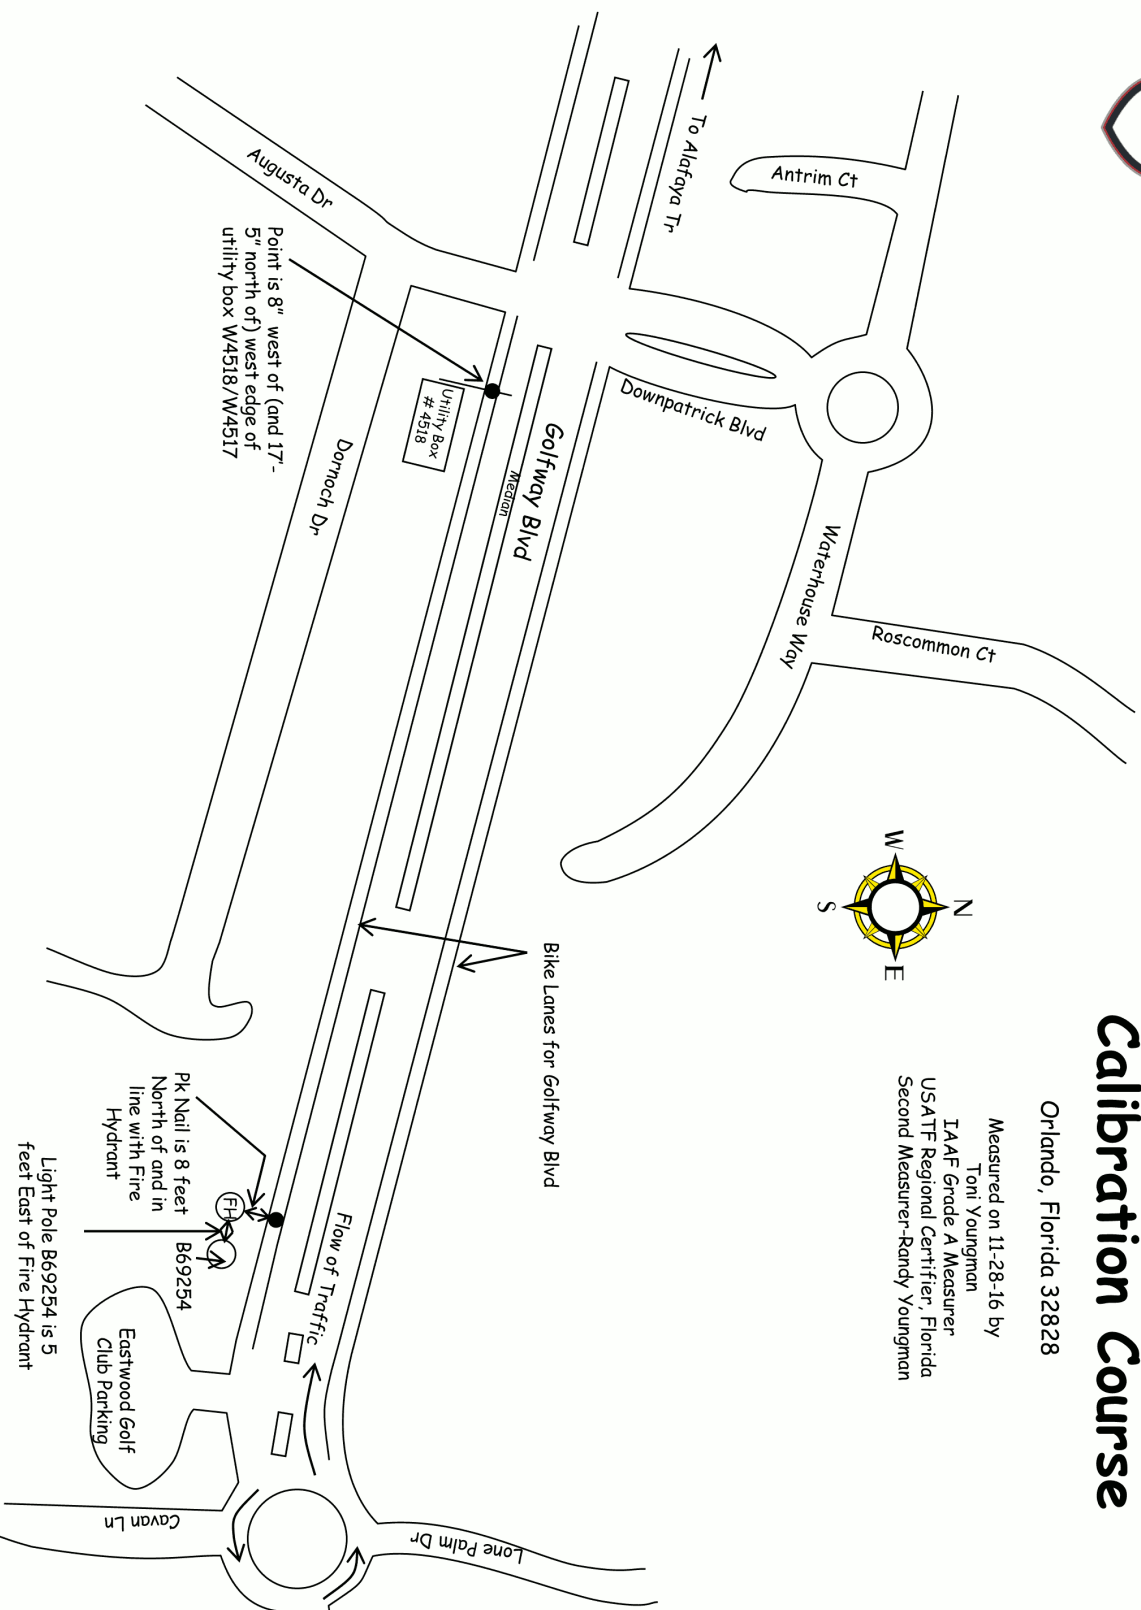 Calibration Course
Orlando, Florida 32828
Measured on 11-28-16 by
Toni Youngman
IAAF Grade A Measurer
USATF Regional Certifier, Florida
Second Measurer-Randy Youngman
N
W
E
S
Antrim Ct
To Alafaya Tr
Roscommon Ct
Waterhouse Way
Downpatrick Blvd
Golfway Blvd
Median
Bike Lanes for Golfway Blvd
Augusta Dr
Dornoch Dr
Utility Box
# 4518
Point is 8" west of (and 17'-
5" north of) west edge of
utility box W4518/W4517
Flow of Traffic
Lone Palm Dr
FH
B69254
Pk Nail is 8 feet
North of and in
line with Fire
Hydrant
Light Pole B69254 is 5
feet East of Fire Hydrant
Eastwood Golf
Club Parking
Cavan Ln